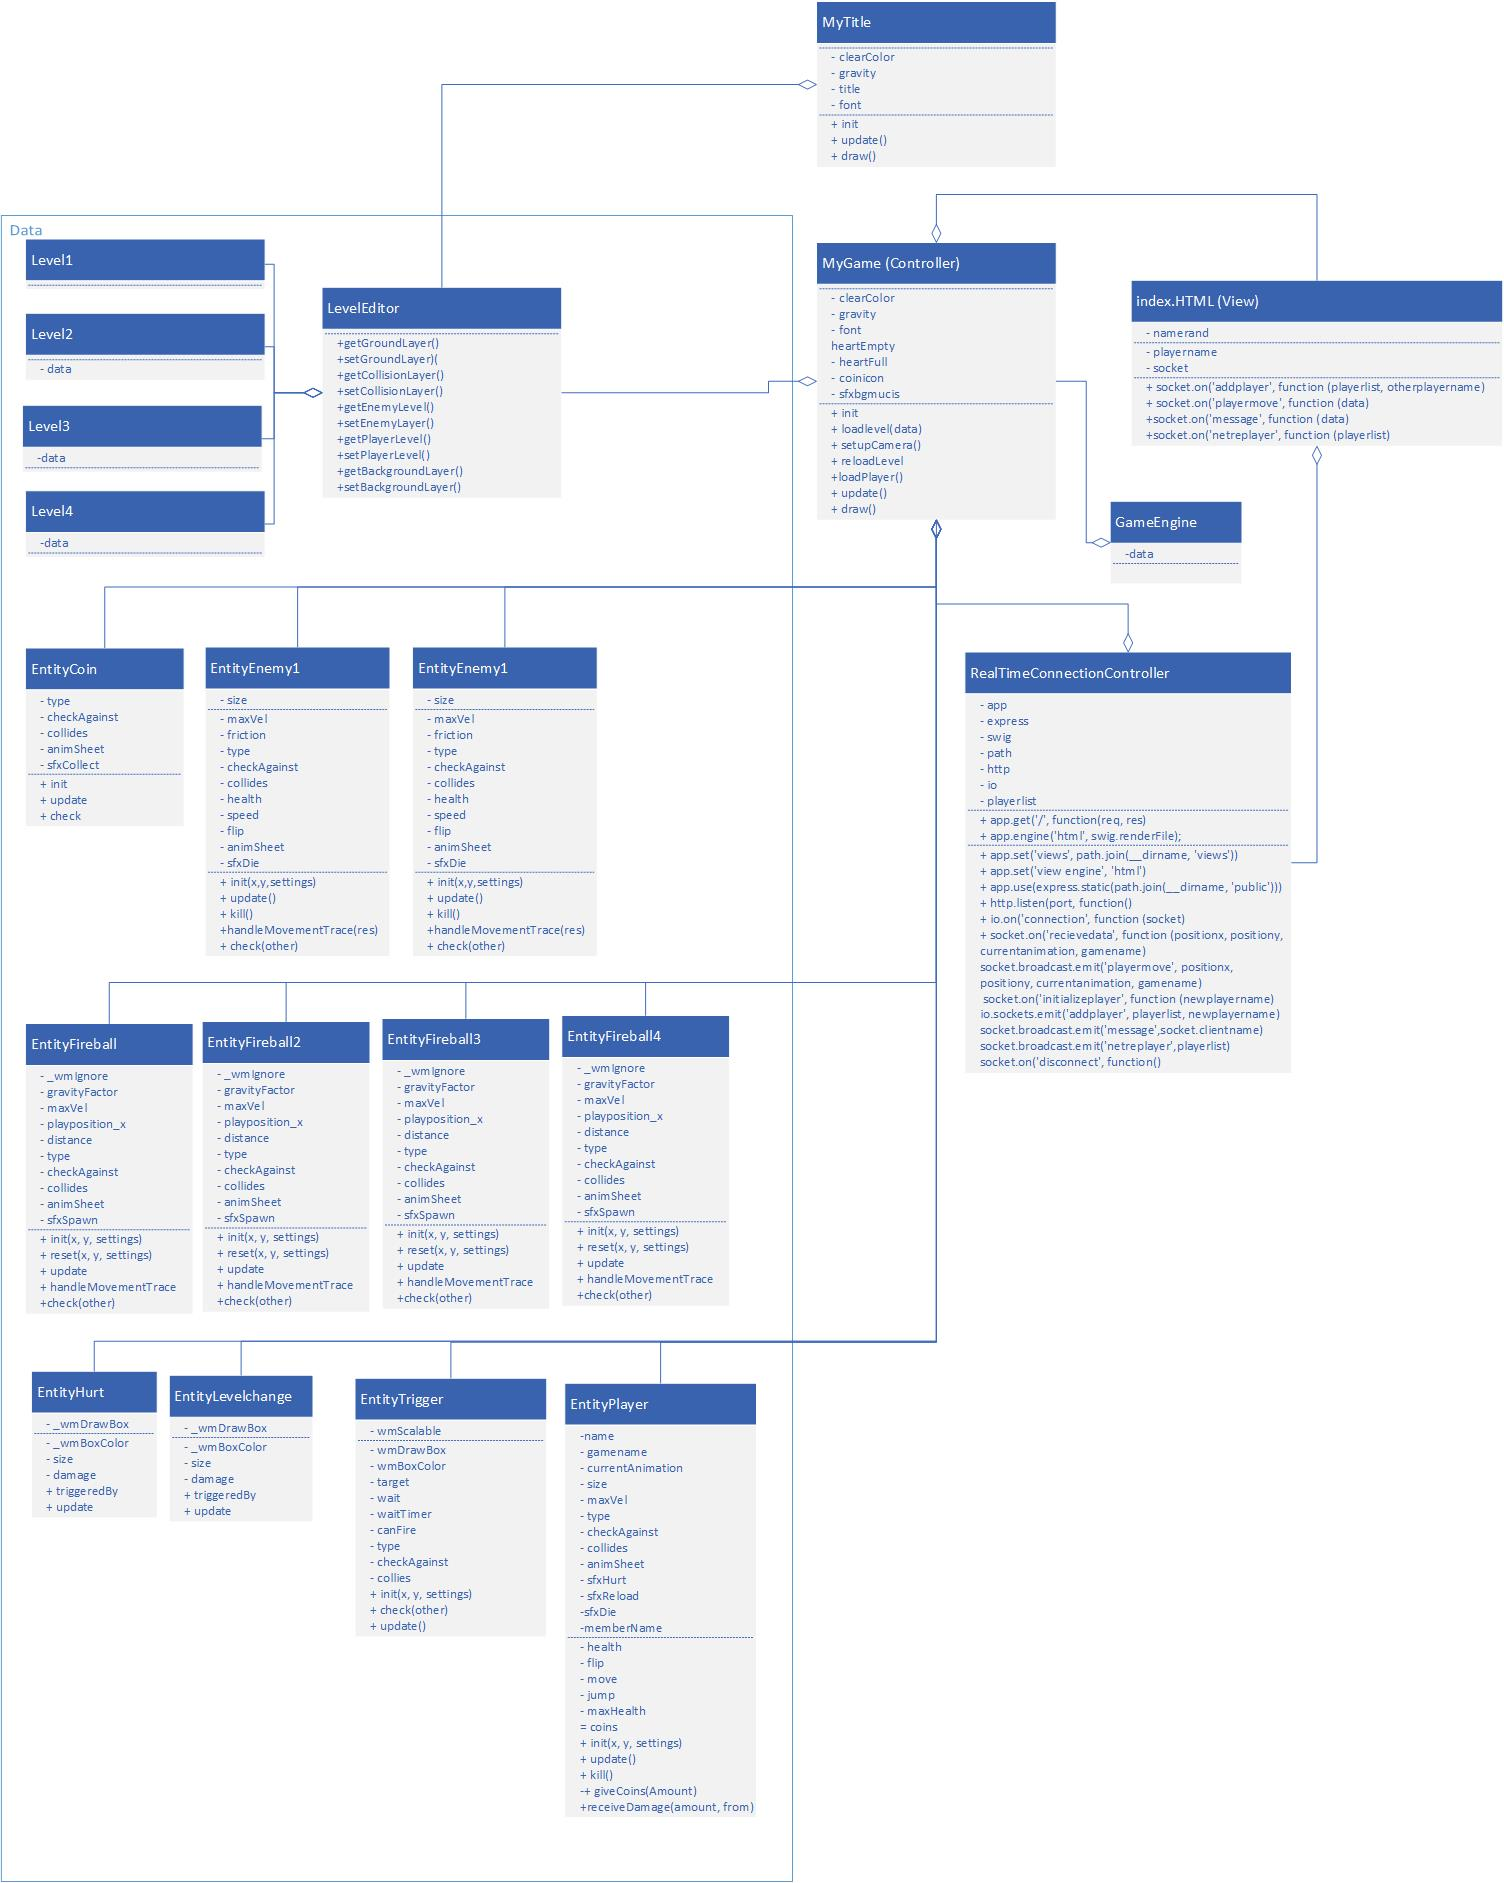 MyTitle
- clearColor
- gravity
- title
- font
+ init
+ update()
+ draw()
Data
Level1
Level2
- data
Level3
-data
Level4
-data
LevelEditor
+getGroundLayer()
+setGroundLayer)(
+getCollisionLayer()
+setCollisionLayer()
+getEnemyLevel()
+setEnemyLayer()
+getPlayerLevel()
+setPlayerLevel()
+getBackgroundLayer()
+setBackgroundLayer()
MyGame (Controller)
- clearColor
- gravity
- font
heartEmpty
- heartFull
- coinicon
- sfxbgmucis
+ init
+ loadlevel(data)
+ setupCamera()
+ reloadLevel
+loadPlayer()
+ update()
+ draw()
index.HTML (View)
- namerand
- playername
- socket
+ socket.on('addplayer', function (playerlist, otherplayername)
+ socket.on('playermove', function (data)
+socket.on('message', function (data)
+socket.on('netreplayer', function (playerlist)
GameEngine
-data
EntityCoin
- type
- checkAgainst
- collides
- animSheet
- sfxCollect
+ init
+ update
+ check
EntityEnemy1
- size
- maxVel
- friction
- type
- checkAgainst
- collides
- health
- speed
- flip
- animSheet
- sfxDie
+ init(x,y,settings)
+ update()
+ kill()
+handleMovementTrace(res)
+ check(other)
EntityEnemy1
- size
- maxVel
- friction
- type
- checkAgainst
- collides
- health
- speed
- flip
- animSheet
- sfxDie
+ init(x,y,settings)
+ update()
+ kill()
+handleMovementTrace(res)
+ check(other)
RealTimeConnectionController
- app
- express
- swig
- path
- http
- io
- playerlist
+ app.get('/', function(req, res)
+ app.engine('html', swig.renderFile);
+ app.set('views', path.join(__dirname, 'views'))
+ app.set('view engine', 'html')
+ app.use(express.static(path.join(__dirname, 'public')))
+ http.listen(port, function()
+ io.on('connection', function (socket)
+ socket.on('recievedata', function (positionx, positiony,
currentanimation, gamename)
socket.broadcast.emit('playermove', positionx,
positiony, currentanimation, gamename)
socket.on('initializeplayer', function (newplayername)
io.sockets.emit('addplayer', playerlist, newplayername)
socket.broadcast.emit('message',socket.clientname)
socket.broadcast.emit('netreplayer',playerlist)
socket.on('disconnect', function()
EntityFireball
- _wmIgnore
- gravityFactor
- maxVel
- playposition_x
- distance
- type
- checkAgainst
- collides
- animSheet
- sfxSpawn
+ init(x, y, settings)
+ reset(x, y, settings)
+ update
+ handleMovementTrace
+check(other)
EntityFireball2
- _wmIgnore
- gravityFactor
- maxVel
- playposition_x
- distance
- type
- checkAgainst
- collides
- animSheet
- sfxSpawn
+ init(x, y, settings)
+ reset(x, y, settings)
+ update
+ handleMovementTrace
+check(other)
EntityFireball3
- _wmIgnore
- gravityFactor
- maxVel
- playposition_x
- distance
- type
- checkAgainst
- collides
- animSheet
- sfxSpawn
+ init(x, y, settings)
+ reset(x, y, settings)
+ update
+ handleMovementTrace
+check(other)
EntityFireball4
- _wmIgnore
- gravityFactor
- maxVel
- playposition_x
- distance
- type
- checkAgainst
- collides
- animSheet
- sfxSpawn
+ init(x, y, settings)
+ reset(x, y, settings)
+ update
+ handleMovementTrace
+check(other)
EntityHurt
- _wmDrawBox
- _wmBoxColor
- size
- damage
+ triggeredBy
+ update
EntityLevelchange
- _wmDrawBox
- _wmBoxColor
- size
- damage
+ triggeredBy
+ update
EntityTrigger
- wmScalable
- wmDrawBox
- wmBoxColor
- target
- wait
- waitTimer
- canFire
- type
- checkAgainst
- collies
+ init(x, y, settings)
+ check(other)
+ update()
EntityPlayer
-name
- gamename
- currentAnimation
- size
- maxVel
- type
- checkAgainst
- collides
- animSheet
- sfxHurt
- sfxReload
-sfxDie
-memberName
- health
- flip
- move
- jump
- maxHealth
= coins
+ init(x, y, settings)
+ update()
+ kill()
-+ giveCoins(Amount)
+receiveDamage(amount, from)